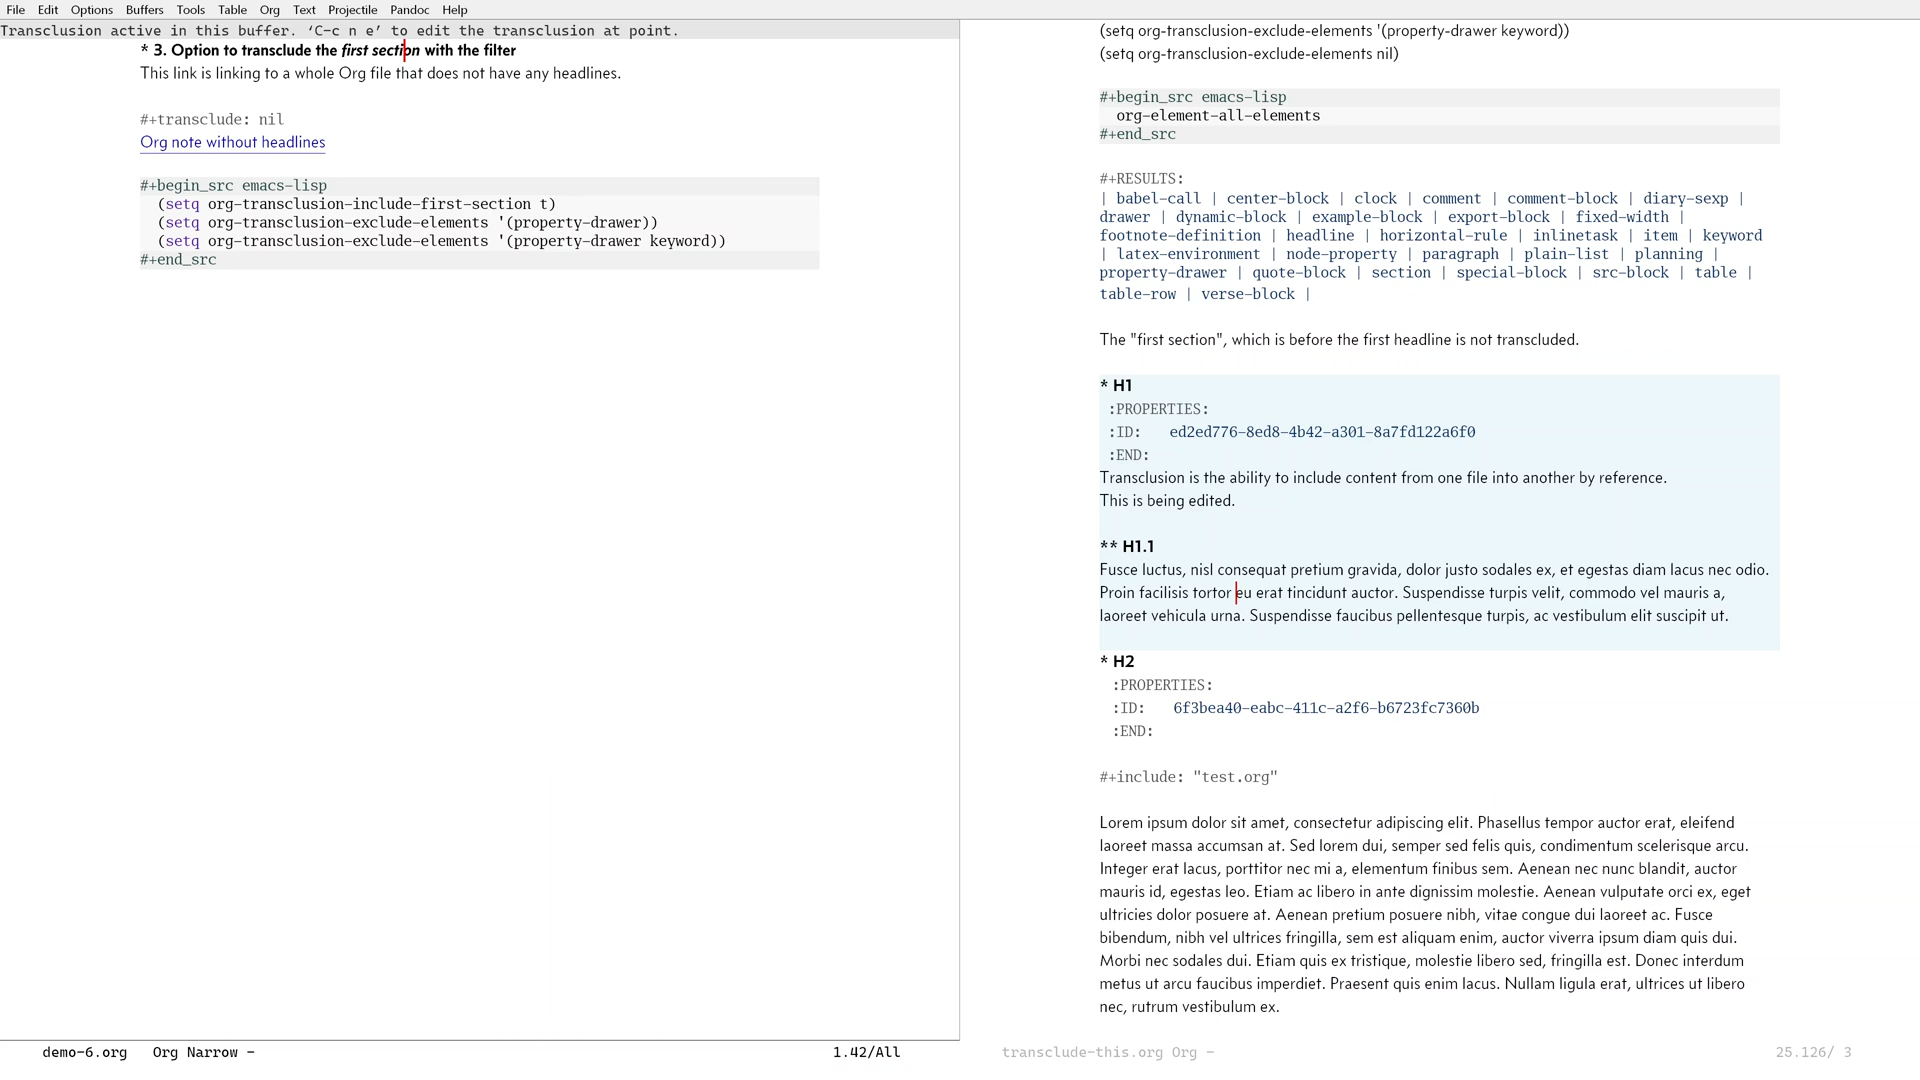 File Edit Options Buffers Tools Table Org Text Projectile Pandoc Help
Transclusion active in this buffer. ‘C-c n e’ to edit the transclusion at point.
* 3. Option to transclude the first section with the filter
This link is linking to a whole Org file that does not have any headlines.
#+transclude: nil
Org note without headlines
#+begin_src emacs-lisp
(setq org-transclusion-include-first-section t)
(setq org-transclusion-exclude-elements '(property-drawer))
(setq org-transclusion-exclude-elements '(property-drawer keyword))
#+end_src
demo-6.org Org Narrow - 1.42/All
(setq org-transclusion-exclude-elements '(property-drawer keyword))
(setq org-transclusion-exclude-elements nil)
#+begin_src emacs-lisp
org-element-all-elements
#+end_src
#+RESULTS:
| babel-call | center-block | clock | comment | comment-block | diary-sexp |
drawer | dynamic-block | example-block | export-block | fixed-width |
footnote-definition | headline | horizontal-rule | inlinetask | item | keyword
| latex-environment | node-property | paragraph | plain-list | planning |
property-drawer | quote-block | section | special-block | src-block | table |
table-row | verse-block |
The "first section", which is before the first headline is not transcluded.
* H1
:PROPERTIES:
:ID: ed2ed776-8ed8-4b42-a301-8a7fd122a6f0
:END:
Transclusion is the ability to include content from one file into another by reference.
This is being edited.
** H1.1
Fusce luctus, nisl consequat pretium gravida, dolor justo sodales ex, et egestas diam lacus nec odio.
Proin facilisis tortor eu erat tincidunt auctor. Suspendisse turpis velit, commodo vel mauris a,
laoreet vehicula urna. Suspendisse faucibus pellentesque turpis, ac vestibulum elit suscipit ut.
* H2
:PROPERTIES:
:ID: 6f3bea40-eabc-411c-a2f6-b6723fc7360b
:END:
#+include: "test.org"
Lorem ipsum dolor sit amet, consectetur adipiscing elit. Phasellus tempor auctor erat, eleifend
laoreet massa accumsan at. Sed lorem dui, semper sed felis quis, condimentum scelerisque arcu.
Integer erat lacus, porttitor nec mi a, elementum finibus sem. Aenean nec nunc blandit, auctor
mauris id, egestas leo. Etiam ac libero in ante dignissim molestie. Aenean vulputate orci ex, eget
ultricies dolor posuere at. Aenean pretium posuere nibh, vitae congue dui laoreet ac. Fusce
bibendum, nibh vel ultrices fringilla, sem est aliquam enim, auctor viverra ipsum diam quis dui.
Morbi nec sodales dui. Etiam quis ex tristique, molestie libero sed, fringilla est. Donec interdum
metus ut arcu faucibus imperdiet. Praesent quis enim lacus. Nullam ligula erat, ultrices ut libero
nec, rutrum vestibulum ex.
transclude-this.org Org - 25.126/ 3